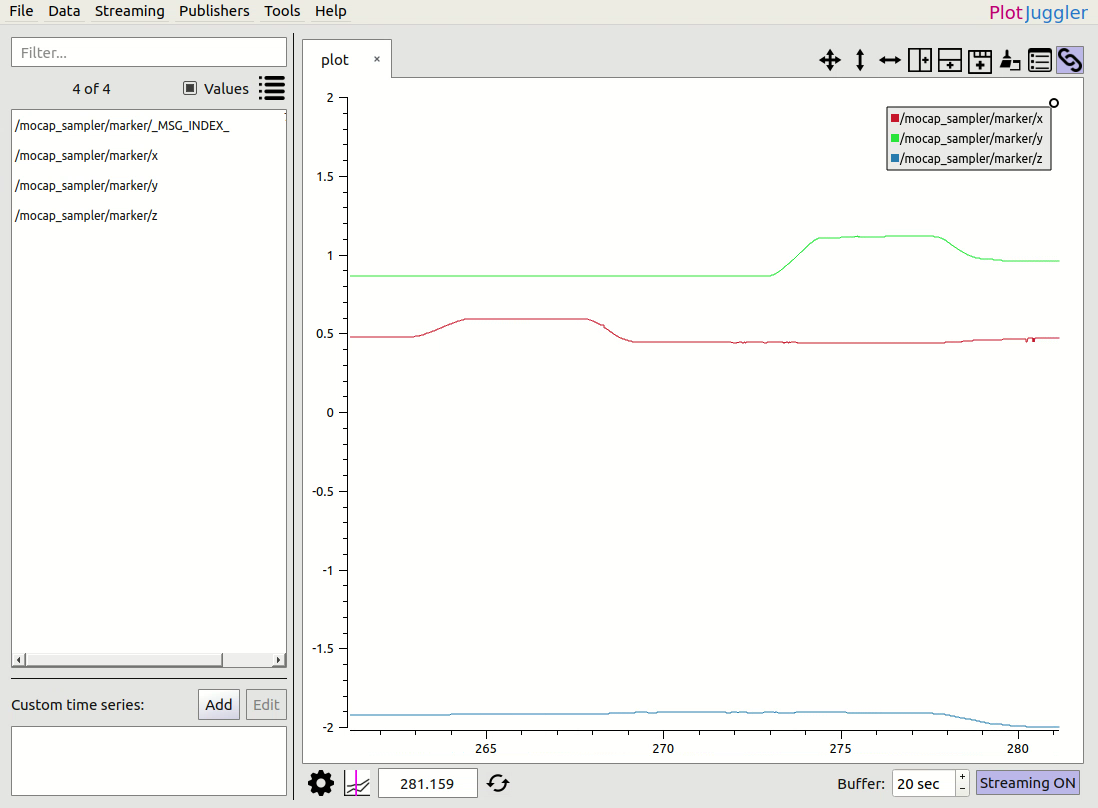 File Data Streaming Publishers Tools Help
PlotJuggler
Filter...
4 of 4 Values
/mocap_sampler/marker/_MSG_INDEX_
/mocap_sampler/marker/x
/mocap_sampler/marker/y
/mocap_sampler/marker/z
Custom time series: Add Edit
plot ×
/mocap_sampler/marker/x
/mocap_sampler/marker/y
/mocap_sampler/marker/z
2
1.5
1
0.5
0
-0.5
-1
-1.5
-2
265 270 275 280
281.159 Buffer: 20 sec + - Streaming ON